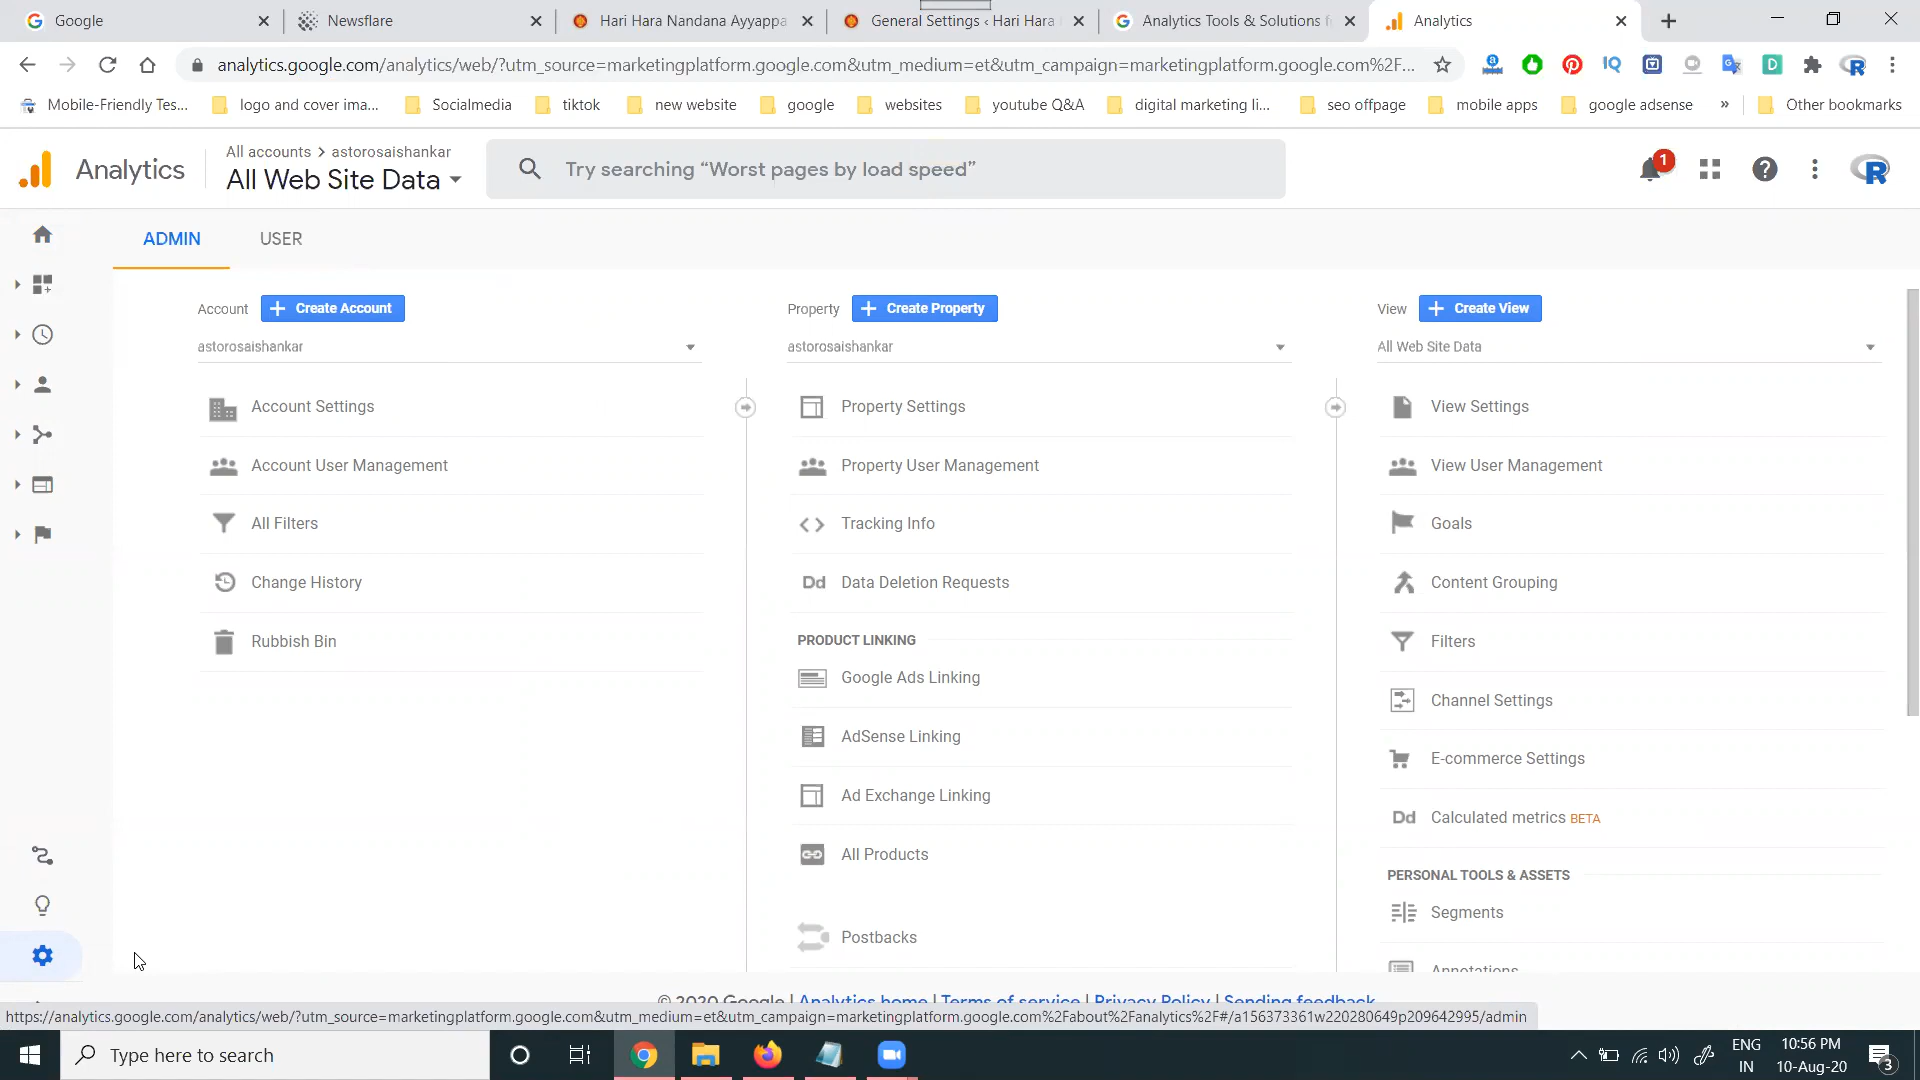 Google
Newsflare
Hari Hara Nandana Ayyappa
General Settings ‹ Hari Hara
Analytics Tools & Solutions f
Analytics
analytics.google.com/analytics/web/?utm_source=marketingplatform.google.com&utm_medium=et&utm_campaign=marketingplatform.google.com%2F...
Mobile-Friendly Tes...
logo and cover ima...
Socialmedia
tiktok
new website
google
websites
youtube Q&A
digital marketing li...
seo offpage
mobile apps
google adsense
»
Other bookmarks
Analytics
All accounts > astorosaishankar
All Web Site Data
Try searching “Worst pages by load speed”
1
ADMIN
USER
Account
+ Create Account
astorosaishankar
Account Settings
Account User Management
All Filters
Change History
Rubbish Bin
Property
+ Create Property
astorosaishankar
Property Settings
Property User Management
Tracking Info
Dd Data Deletion Requests
PRODUCT LINKING
Google Ads Linking
AdSense Linking
Ad Exchange Linking
All Products
Postbacks
View
+ Create View
All Web Site Data
View Settings
View User Management
Goals
Content Grouping
Filters
Channel Settings
E-commerce Settings
Dd Calculated metrics BETA
PERSONAL TOOLS & ASSETS
Segments
Annotations
© 2020 Google | Analytics home | Terms of service | Privacy Policy | Sending feedback
https://analytics.google.com/analytics/web/?utm_source=marketingplatform.google.com&utm_medium=et&utm_campaign=marketingplatform.google.com%2Fabout%2Fanalytics%2F#/a156373361w220280649p209642995/admin
Type here to search
ENG
IN
10:56 PM
10-Aug-20
3